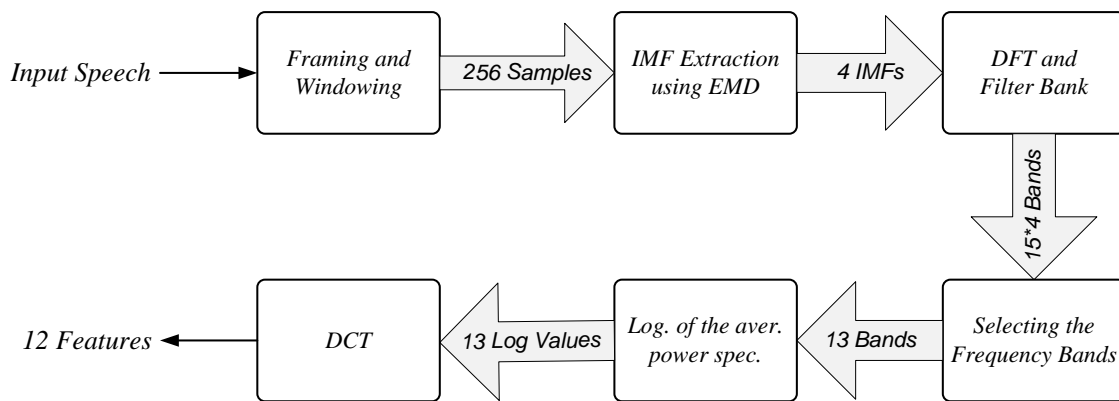 Input Speech
Framing and
Windowing
256 Samples
IMF Extraction
using EMD
4 IMFs
DFT and
Filter Bank
15*4 Bands
Selecting the
Frequency Bands
13 Bands
Log. of the aver.
power spec.
13 Log Values
DCT
12 Features